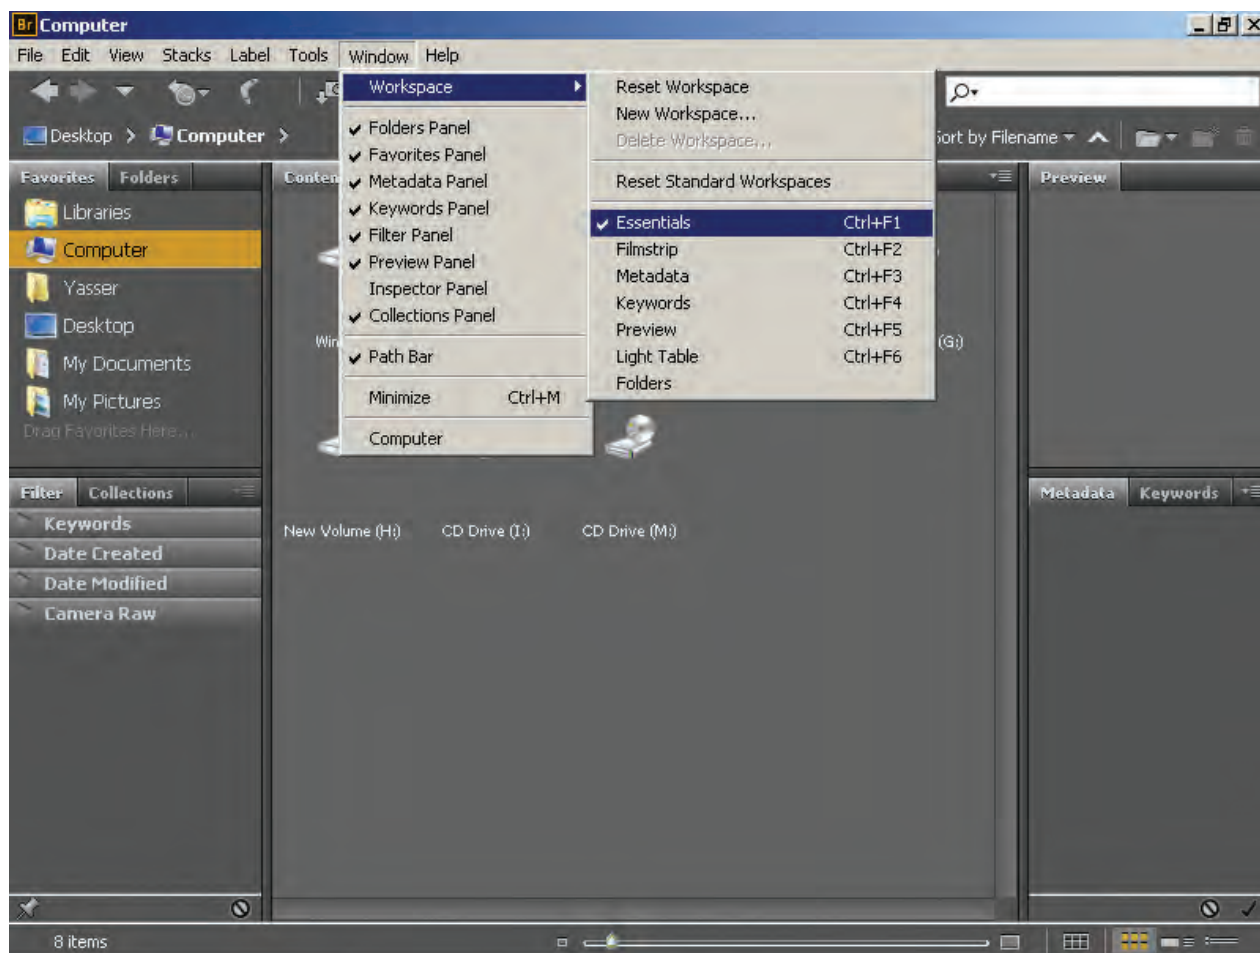 Br Computer
File Edit View Stacks Label Tools Window Help
Desktop > Computer >
Sort by Filename
Favorites Folders
Libraries
Computer
Yasser
Desktop
My Documents
My Pictures
Drag Favorites Here...
Filter Collections
Keywords
Date Created
Date Modified
Camera Raw
8 items
Conten
Win
(G:)
New Volume (H:) CD Drive (I:) CD Drive (M:)
Workspace
Folders Panel
Favorites Panel
Metadata Panel
Keywords Panel
Filter Panel
Preview Panel
Inspector Panel
Collections Panel
Path Bar
Minimize Ctrl+M
Computer
Reset Workspace
New Workspace...
Delete Workspace...
Reset Standard Workspaces
Essentials Ctrl+F1
Filmstrip Ctrl+F2
Metadata Ctrl+F3
Keywords Ctrl+F4
Preview Ctrl+F5
Light Table Ctrl+F6
Folders
Preview
Metadata Keywords